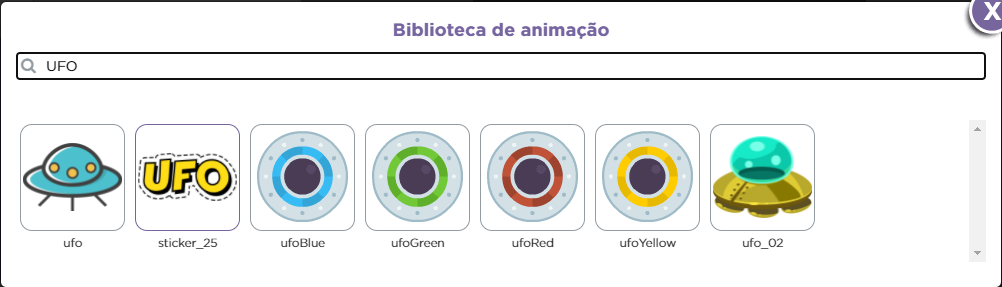 X
Biblioteca de animação
UFO
UFO
ufo
sticker_25
ufoBlue
ufoGreen
ufoRed
ufoYellow
ufo_02